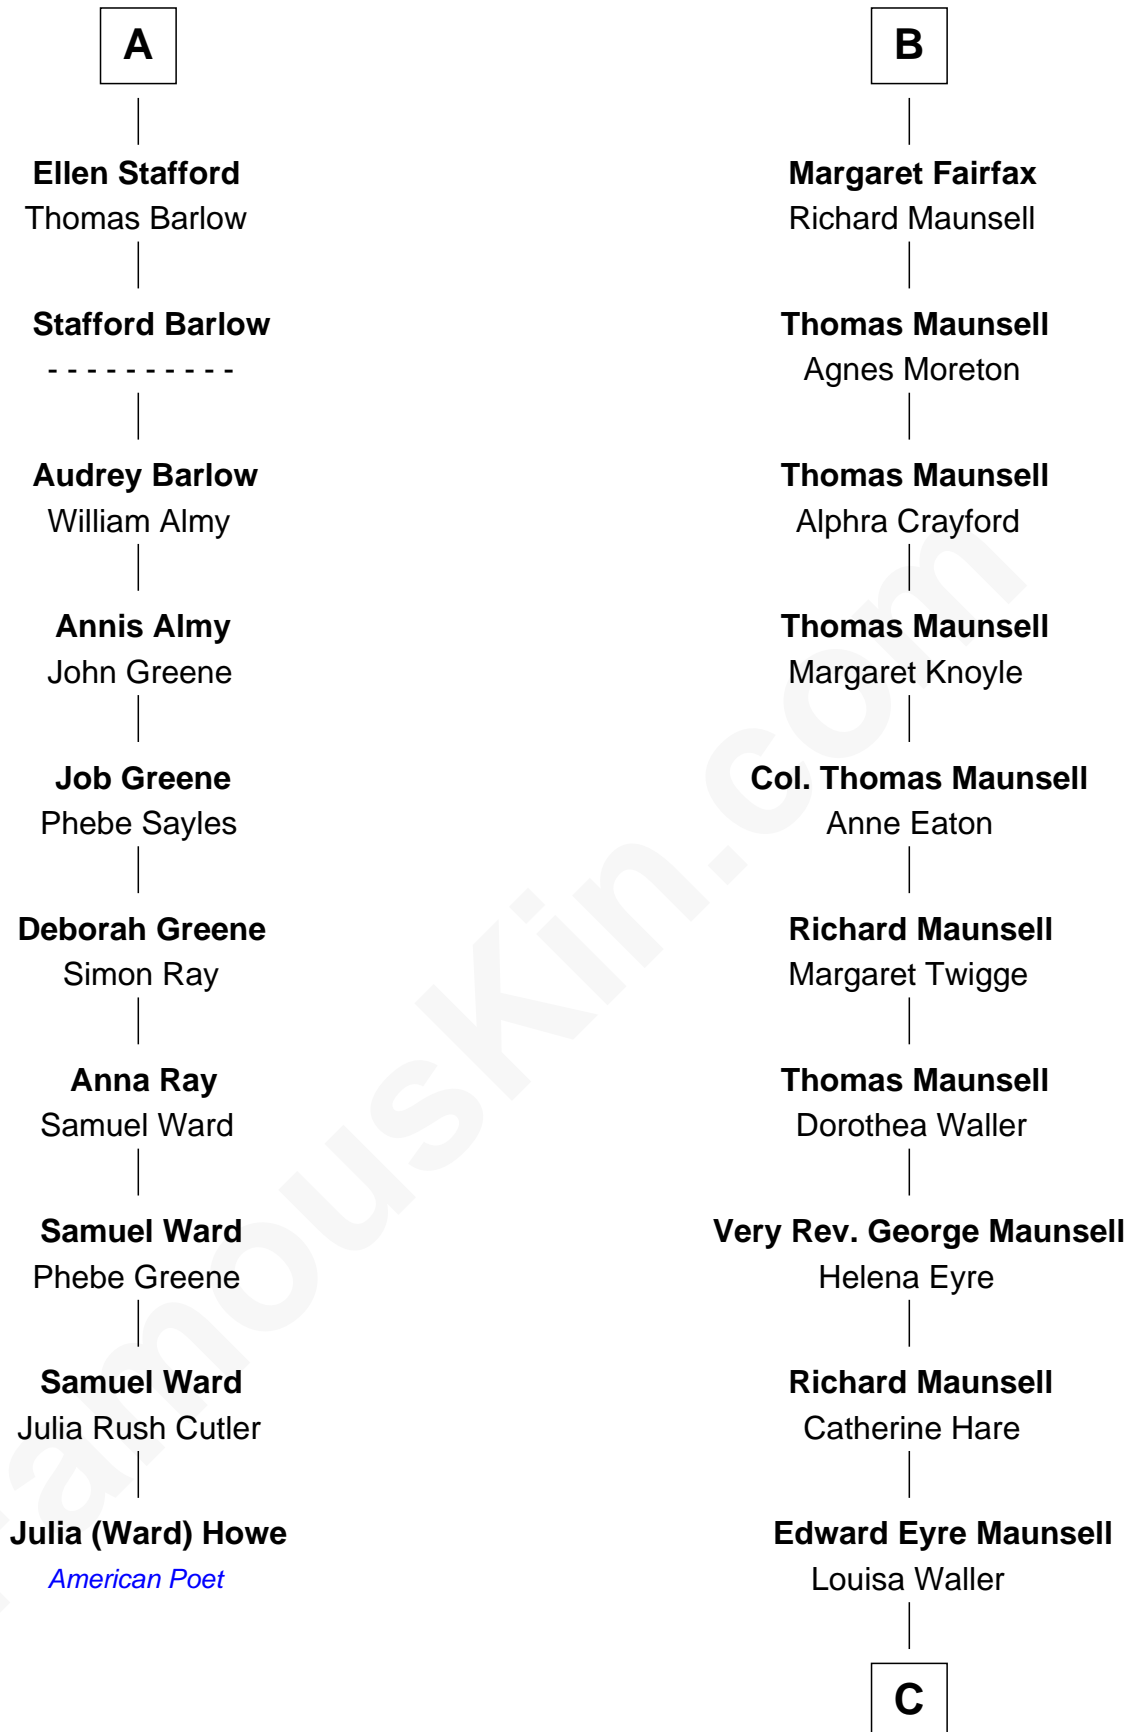 A
Ellen Stafford
Thomas Barlow
Stafford Barlow
- - - - - - - - - -
Audrey Barlow
William Almy
Annis Almy
John Greene
Job Greene
Phebe Sayles
Deborah Greene
Simon Ray
Anna Ray
Samuel Ward
Samuel Ward
Phebe Greene
Samuel Ward
Julia Rush Cutler
Julia (Ward) Howe
American Poet
B
Margaret Fairfax
Richard Maunsell
Thomas Maunsell
Agnes Moreton
Thomas Maunsell
Alphra Crayford
Thomas Maunsell
Margaret Knoyle
Col. Thomas Maunsell
Anne Eaton
Richard Maunsell
Margaret Twigge
Thomas Maunsell
Dorothea Waller
Very Rev. George Maunsell
Helena Eyre
Richard Maunsell
Catherine Hare
Edward Eyre Maunsell
Louisa Waller
C
FamousKin.com